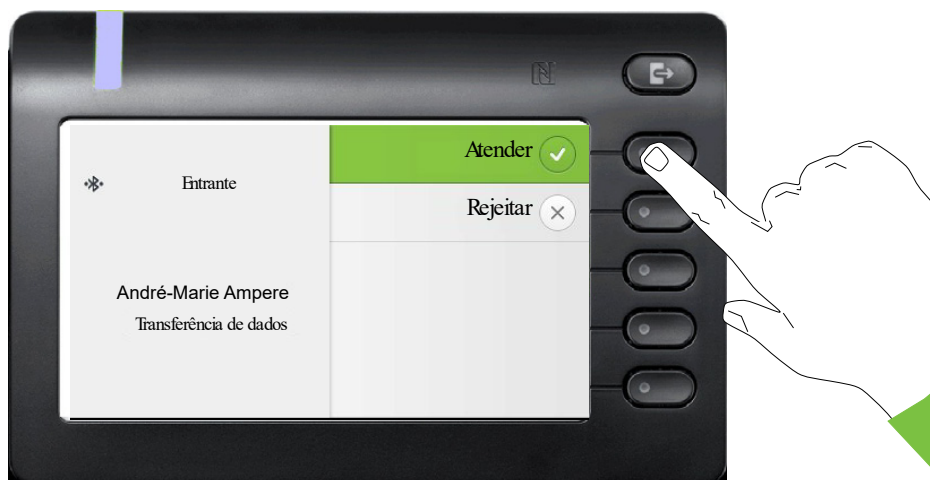 Atender
Entrante
Rejeitar
André-Marie Ampere
Transferência de dados